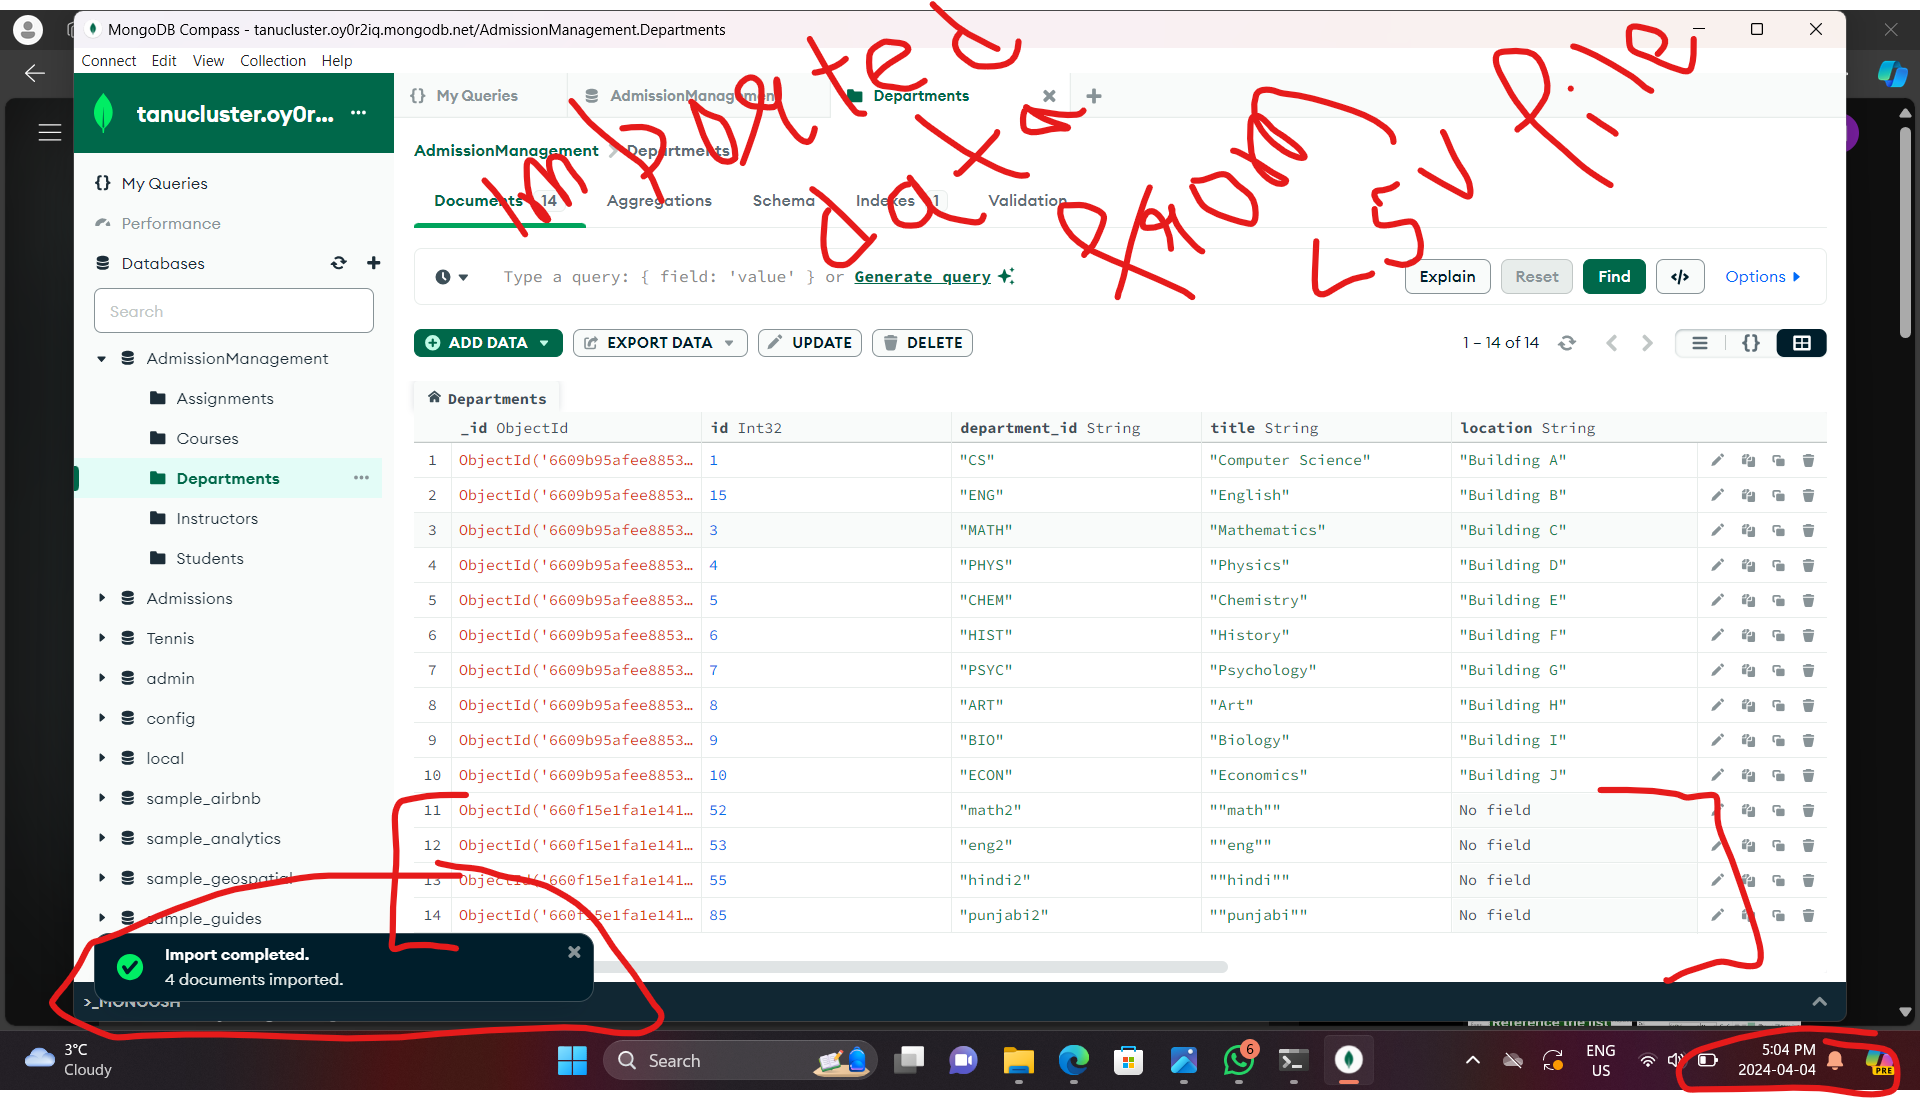 MongoDB Compass - tanucluster.oy0r2iq.mongodb.net/AdmissionManagement.Departments
Connect Edit View Collection Help
tanucluster.oy0r...
{} My Queries
Performance
Databases
Search
AdmissionManagement
Assignments
Courses
Departments
Instructors
Students
Admissions
Tennis
admin
config
local
sample_airbnb
sample_analytics
sample_geospatial
sample_guides
{} My Queries AdmissionManagement Departments
AdmissionManagement > Departments
Documents 14 Aggregations Schema Indexes 1 Validation
imported data from csv file
Type a query: { field: 'value' } or Generate query
Explain Reset Find </> Options
ADD DATA EXPORT DATA UPDATE DELETE
1 – 14 of 14
Departments
_id ObjectId id Int32 department_id String title String location String
1 ObjectId('6609b95afee8853… 1 "CS" "Computer Science" "Building A"
2 ObjectId('6609b95afee8853… 15 "ENG" "English" "Building B"
3 ObjectId('6609b95afee8853… 3 "MATH" "Mathematics" "Building C"
4 ObjectId('6609b95afee8853… 4 "PHYS" "Physics" "Building D"
5 ObjectId('6609b95afee8853… 5 "CHEM" "Chemistry" "Building E"
6 ObjectId('6609b95afee8853… 6 "HIST" "History" "Building F"
7 ObjectId('6609b95afee8853… 7 "PSYC" "Psychology" "Building G"
8 ObjectId('6609b95afee8853… 8 "ART" "Art" "Building H"
9 ObjectId('6609b95afee8853… 9 "BIO" "Biology" "Building I"
10 ObjectId('6609b95afee8853… 10 "ECON" "Economics" "Building J"
11 ObjectId('660f15e1fa1e141… 52 "math2" ""math"" No field
12 ObjectId('660f15e1fa1e141… 53 "eng2" ""eng"" No field
13 ObjectId('660f15e1fa1e141… 55 "hindi2" ""hindi"" No field
14 ObjectId('660f15e1fa1e141… 85 "punjabi2" ""punjabi"" No field
Import completed.
4 documents imported.
>_MONGOSH
Reference the list
3°C
Cloudy
Search
6
ENG
US
5:04 PM
2024-04-04
PRE